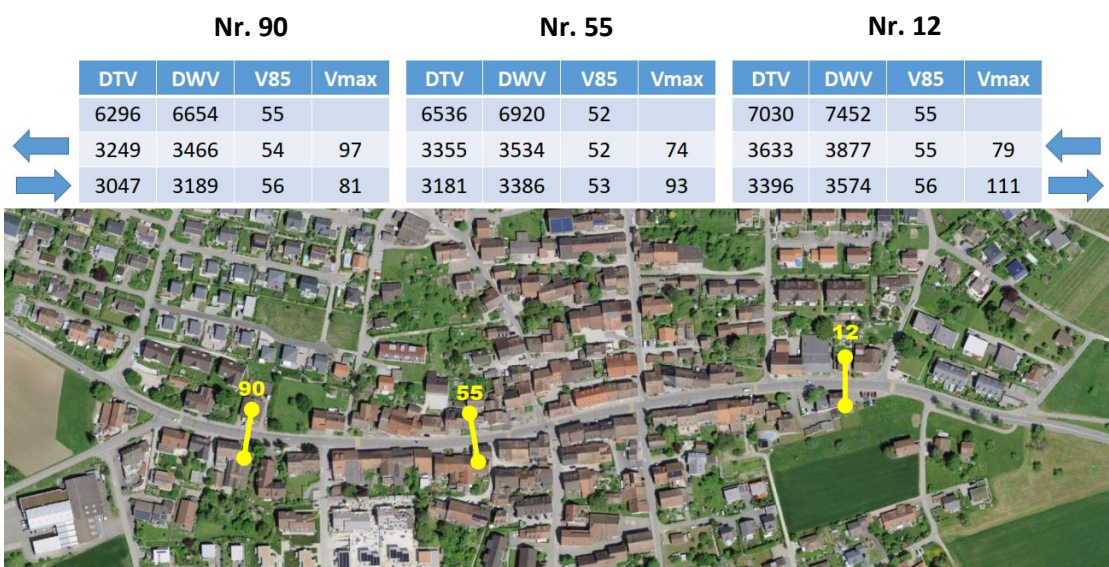 Nr. 90 Nr. 55 Nr. 12
DTV DWV V85 Vmax DTV DWV V85 Vmax DTV DWV V85 Vmax
6296 6654 55 6536 6920 52 7030 7452 55
3249 3466 54 97 3355 3534 52 74 3633 3877 55 79
3047 3189 56 81 3181 3386 53 93 3396 3574 56 111
12
90
55